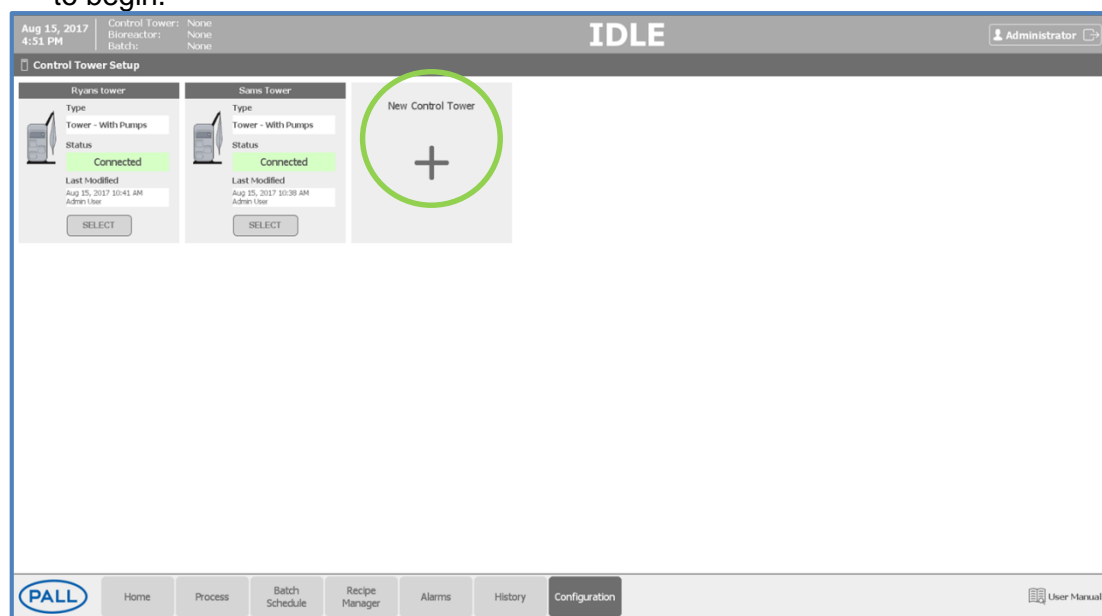 to begin.
Aug 15, 2017
4:51 PM
Control Tower: None
Bioreactor: None
Batch: None
IDLE
Administrator
Control Tower Setup
Ryans tower
Type
Tower - With Pumps
Status
Connected
Last Modified
Aug 15, 2017 10:41 AM
Admin User
SELECT
Sams Tower
Type
Tower - With Pumps
Status
Connected
Last Modified
Aug 15, 2017 10:38 AM
Admin User
SELECT
New Control Tower
PALL
Home
Process
Batch
Schedule
Recipe
Manager
Alarms
History
Configuration
User Manual